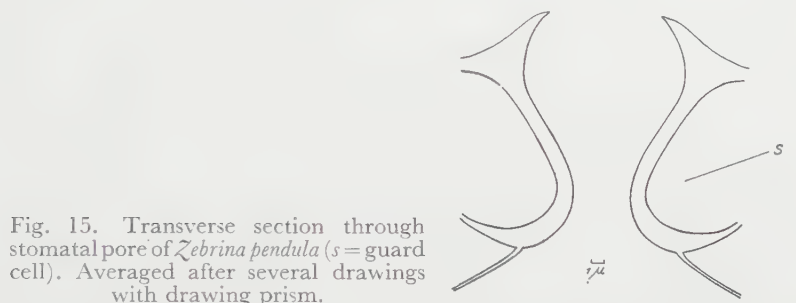 s
1μ
Fig. 15. Transverse section through
stomatal pore of Zebrina pendula (s = guard
cell). Averaged after several drawings
with drawing prism.